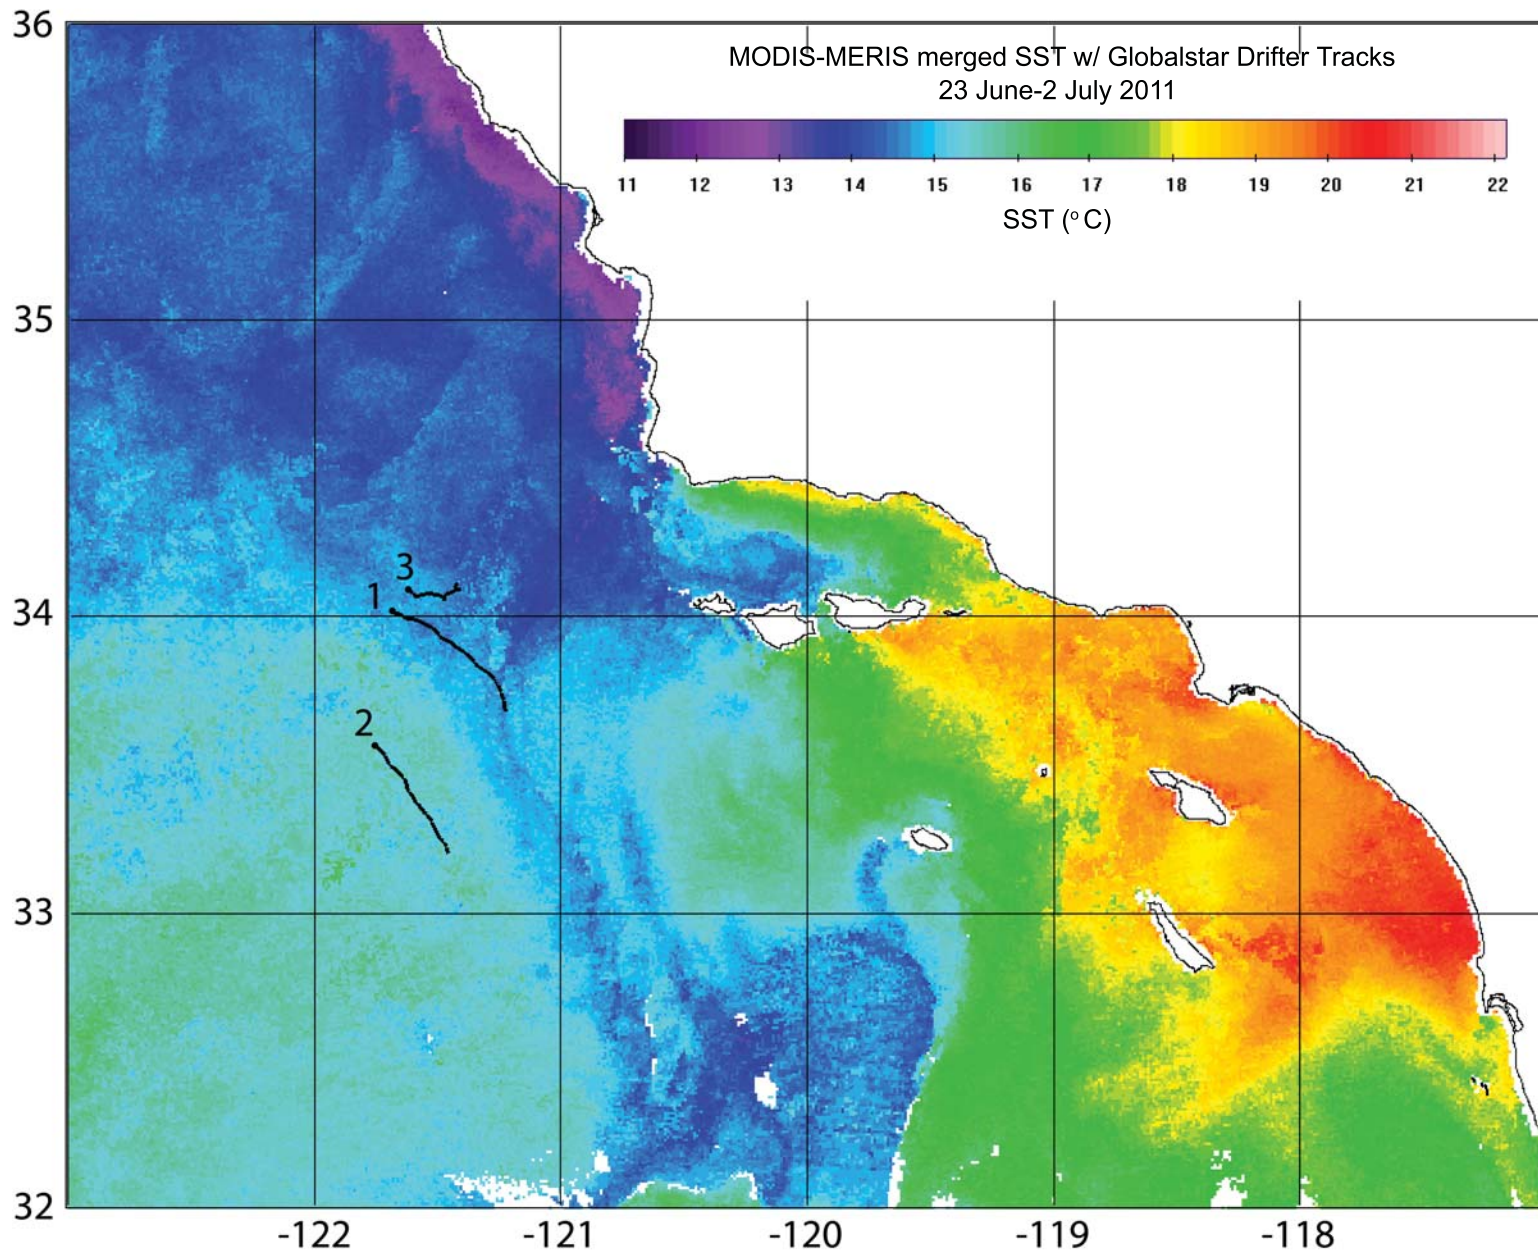 36
MODIS-MERIS merged SST w/ Globalstar Drifter Tracks
23 June-2 July 2011
11 12 13 14 15 16 17 18 19 20 21 22
SST (o C)
35
3
1
34
2
33
32
-122 -121 -120 -119 -118